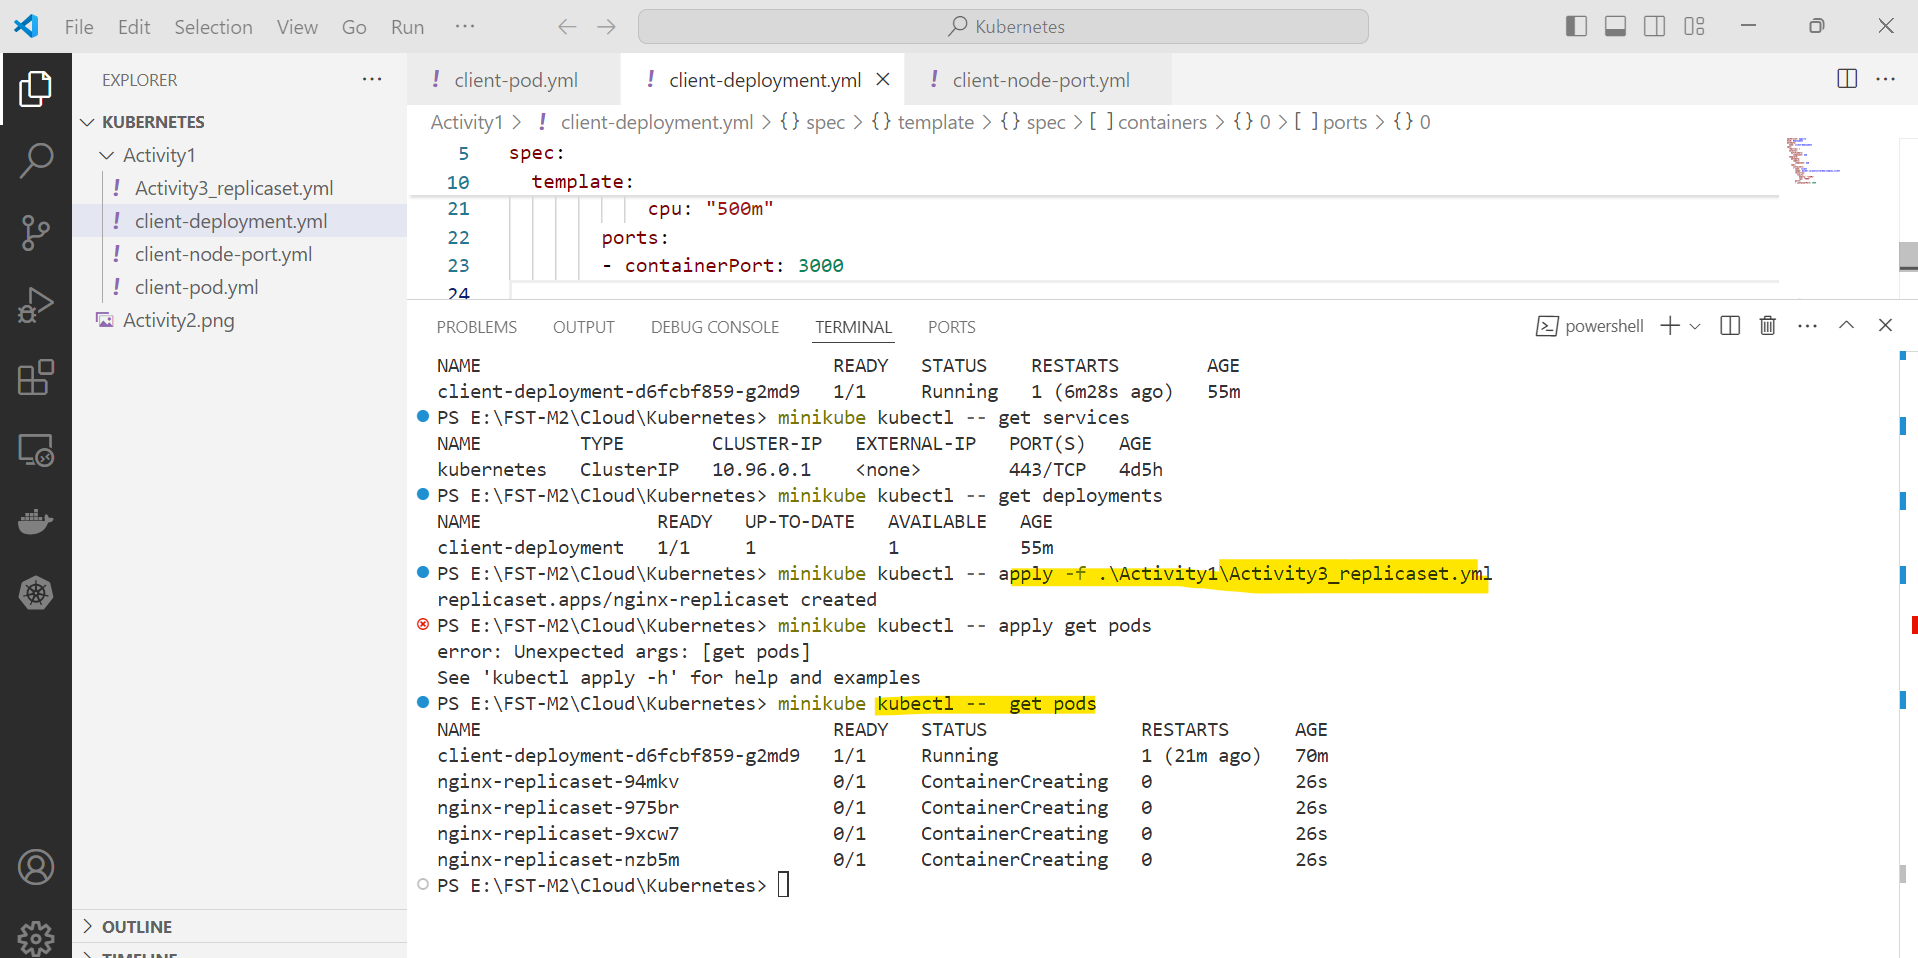 File Edit Selection View Go Run ··· Kubernetes
EXPLORER ···
KUBERNETES
Activity1
! Activity3_replicaset.yml
! client-deployment.yml
! client-node-port.yml
! client-pod.yml
Activity2.png
OUTLINE
TIMELINE
! client-pod.yml ! client-deployment.yml ! client-node-port.yml
Activity1 > ! client-deployment.yml > {} spec > {} template > {} spec > [ ] containers > {} 0 > [ ] ports > {} 0
5 spec:
10 template:
21 cpu: "500m"
22 ports:
23 - containerPort: 3000
24
PROBLEMS OUTPUT DEBUG CONSOLE TERMINAL PORTS powershell
NAME READY STATUS RESTARTS AGE
client-deployment-d6fcbf859-g2md9 1/1 Running 1 (6m28s ago) 55m
PS E:\FST-M2\Cloud\Kubernetes> minikube kubectl -- get services
NAME TYPE CLUSTER-IP EXTERNAL-IP PORT(S) AGE
kubernetes ClusterIP 10.96.0.1 <none> 443/TCP 4d5h
PS E:\FST-M2\Cloud\Kubernetes> minikube kubectl -- get deployments
NAME READY UP-TO-DATE AVAILABLE AGE
client-deployment 1/1 1 1 55m
PS E:\FST-M2\Cloud\Kubernetes> minikube kubectl -- apply -f .\Activity1\Activity3_replicaset.yml
replicaset.apps/nginx-replicaset created
PS E:\FST-M2\Cloud\Kubernetes> minikube kubectl -- apply get pods
error: Unexpected args: [get pods]
See 'kubectl apply -h' for help and examples
PS E:\FST-M2\Cloud\Kubernetes> minikube kubectl --  get pods
NAME READY STATUS RESTARTS AGE
client-deployment-d6fcbf859-g2md9 1/1 Running 1 (21m ago) 70m
nginx-replicaset-94mkv 0/1 ContainerCreating 0 26s
nginx-replicaset-975br 0/1 ContainerCreating 0 26s
nginx-replicaset-9xcw7 0/1 ContainerCreating 0 26s
nginx-replicaset-nzb5m 0/1 ContainerCreating 0 26s
PS E:\FST-M2\Cloud\Kubernetes>